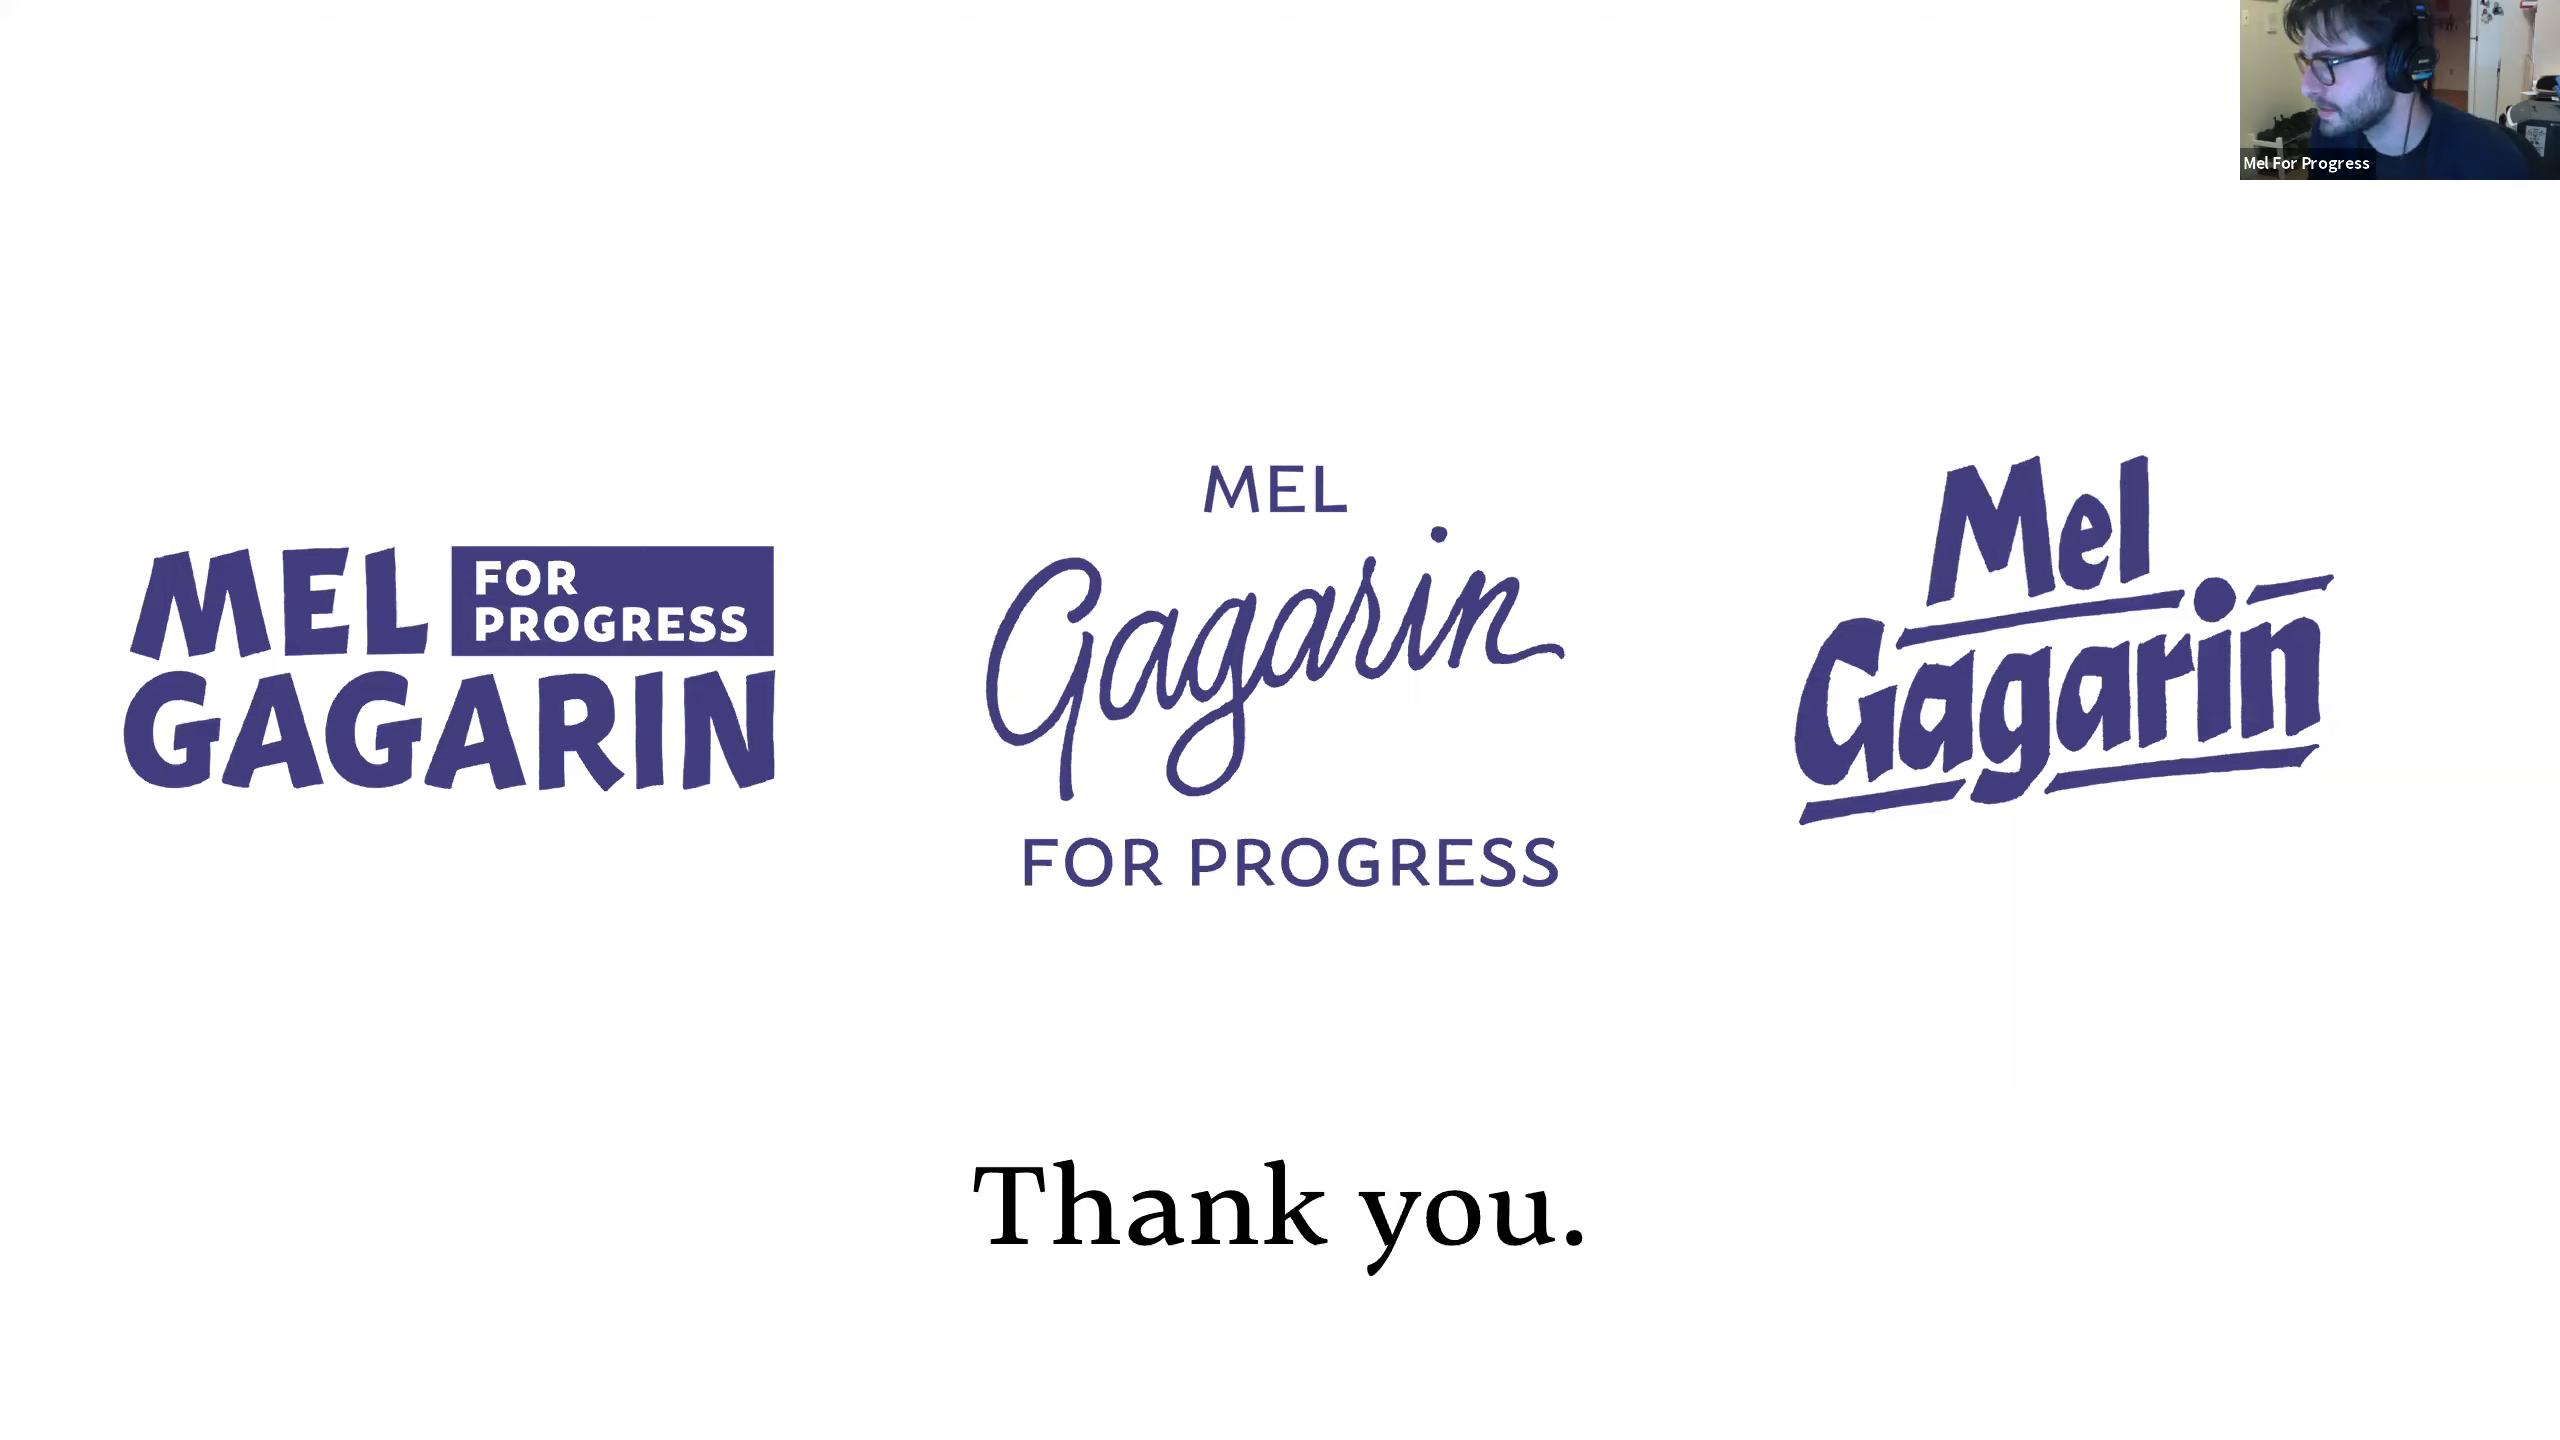 Mel For Progress
MEL
FOR
PROGRESS
GAGARIN
MEL
Gagarin
FOR PROGRESS
Mel
Gagarin
Thank you.